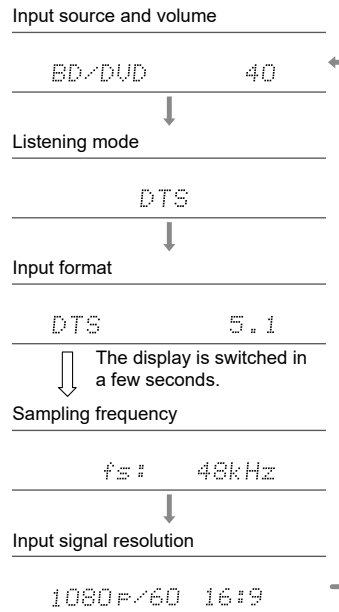 Input source and volume
BD/DVD 40
Listening mode
DTS
Input format
DTS 5.1
The display is switched in
a few seconds.
Sampling frequency
fs: 48kHz
Input signal resolution
1080p/60 16:9